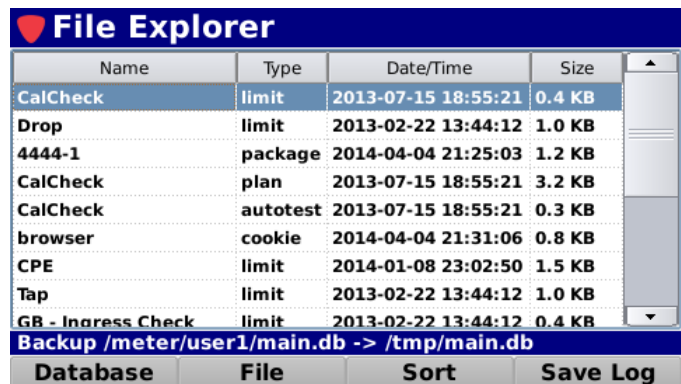 File Explorer
Name Type Date/Time Size
CalCheck limit 2013-07-15 18:55:21 0.4 KB
Drop limit 2013-02-22 13:44:12 1.0 KB
4444-1 package 2014-04-04 21:25:03 1.2 KB
CalCheck plan 2013-07-15 18:55:21 3.2 KB
CalCheck autotest 2013-07-15 18:55:21 0.3 KB
browser cookie 2014-04-04 21:31:06 0.8 KB
CPE limit 2014-01-08 23:02:50 1.5 KB
Tap limit 2013-02-22 13:44:12 1.0 KB
GB - Ingress Check limit 2013-02-22 13:44:12 0.4 KB
Backup /meter/user1/main.db -> /tmp/main.db
Database File Sort Save Log